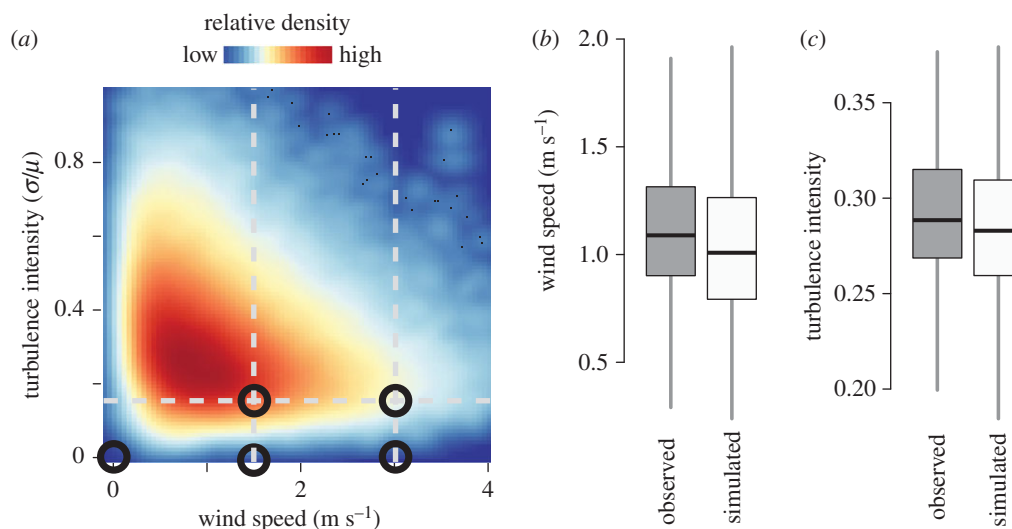 (a)
relative density
low high
turbulence intensity (σ/μ)
0.8
0.4
0
0 2 4
wind speed (m s⁻¹)
(b)
wind speed (m s⁻¹)
2.0
1.5
1.0
0.5
observed
simulated
(c)
turbulence intensity
0.35
0.30
0.25
0.20
observed
simulated